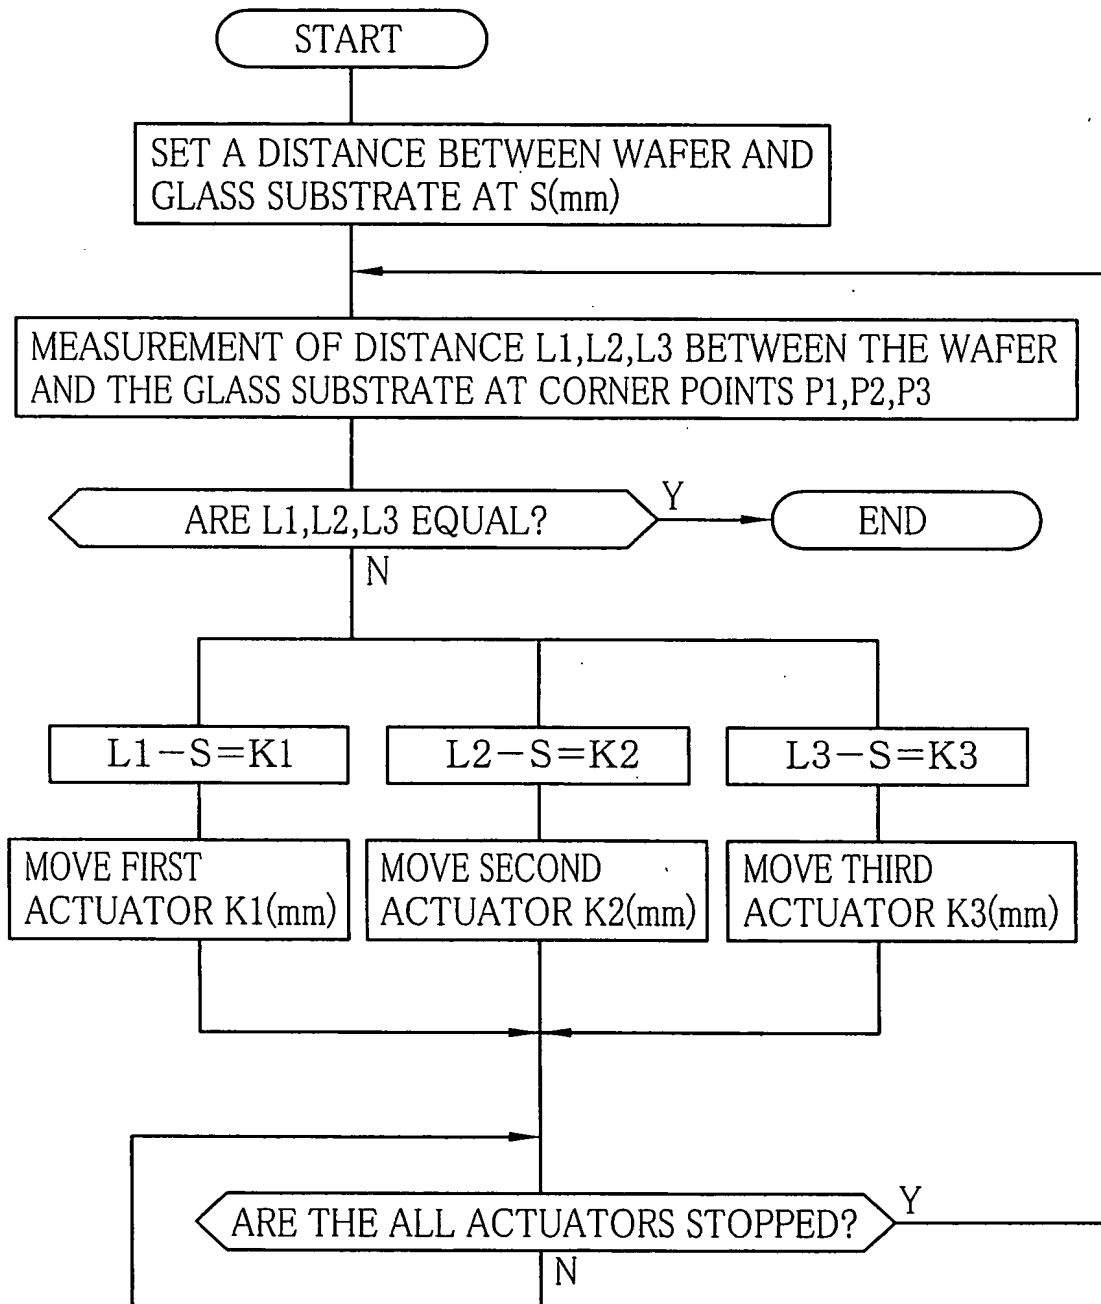 START
SET A DISTANCE BETWEEN WAFER AND
GLASS SUBSTRATE AT S(mm)
MEASUREMENT OF DISTANCE L1,L2,L3 BETWEEN THE WAFER
AND THE GLASS SUBSTRATE AT CORNER POINTS P1,P2,P3
ARE L1,L2,L3 EQUAL?
Y
END
N
L1-S=K1
L2-S=K2
L3-S=K3
MOVE FIRST
ACTUATOR K1(mm)
MOVE SECOND
ACTUATOR K2(mm)
MOVE THIRD
ACTUATOR K3(mm)
ARE THE ALL ACTUATORS STOPPED?
Y
N